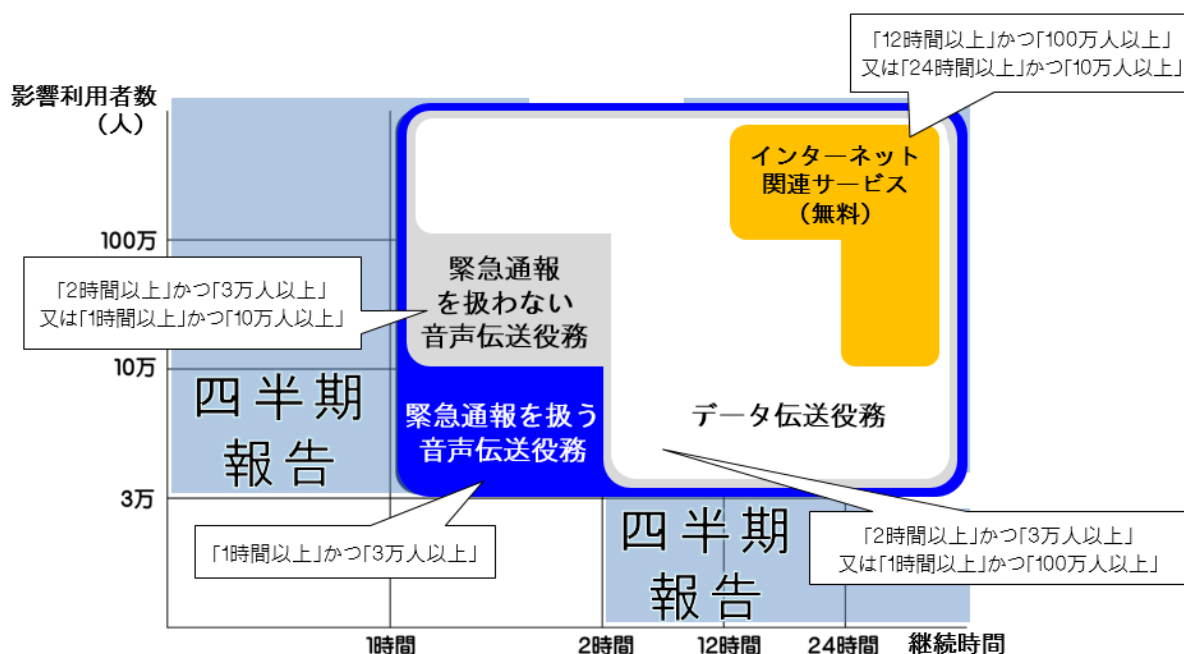 「12時間以上」かつ「100万人以上」
又は「24時間以上」かつ「10万人以上」
影響利用者数
（人）
インターネット
関連サービス
（無料）
100万
緊急通報
を扱わない
音声伝送役務
「2時間以上」かつ「3万人以上」
又は「1時間以上」かつ「10万人以上」
10万
四半期
報告
緊急通報を扱う
音声伝送役務
データ伝送役務
3万
「1時間以上」かつ「3万人以上」
四半期
報告
「2時間以上」かつ「3万人以上」
又は「1時間以上」かつ「100万人以上」
1時間
2時間
12時間
24時間
継続時間